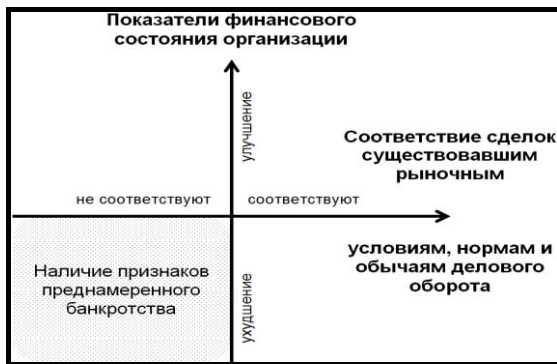 Показатели финансового
состояния организации
улучшение
Соответствие сделок
существовавшим
рыночным
не соответствуют
соответствуют
условиям, нормам и
обычаям делового
оборота
Наличие признаков
преднамеренного
банкротства
ухудшение